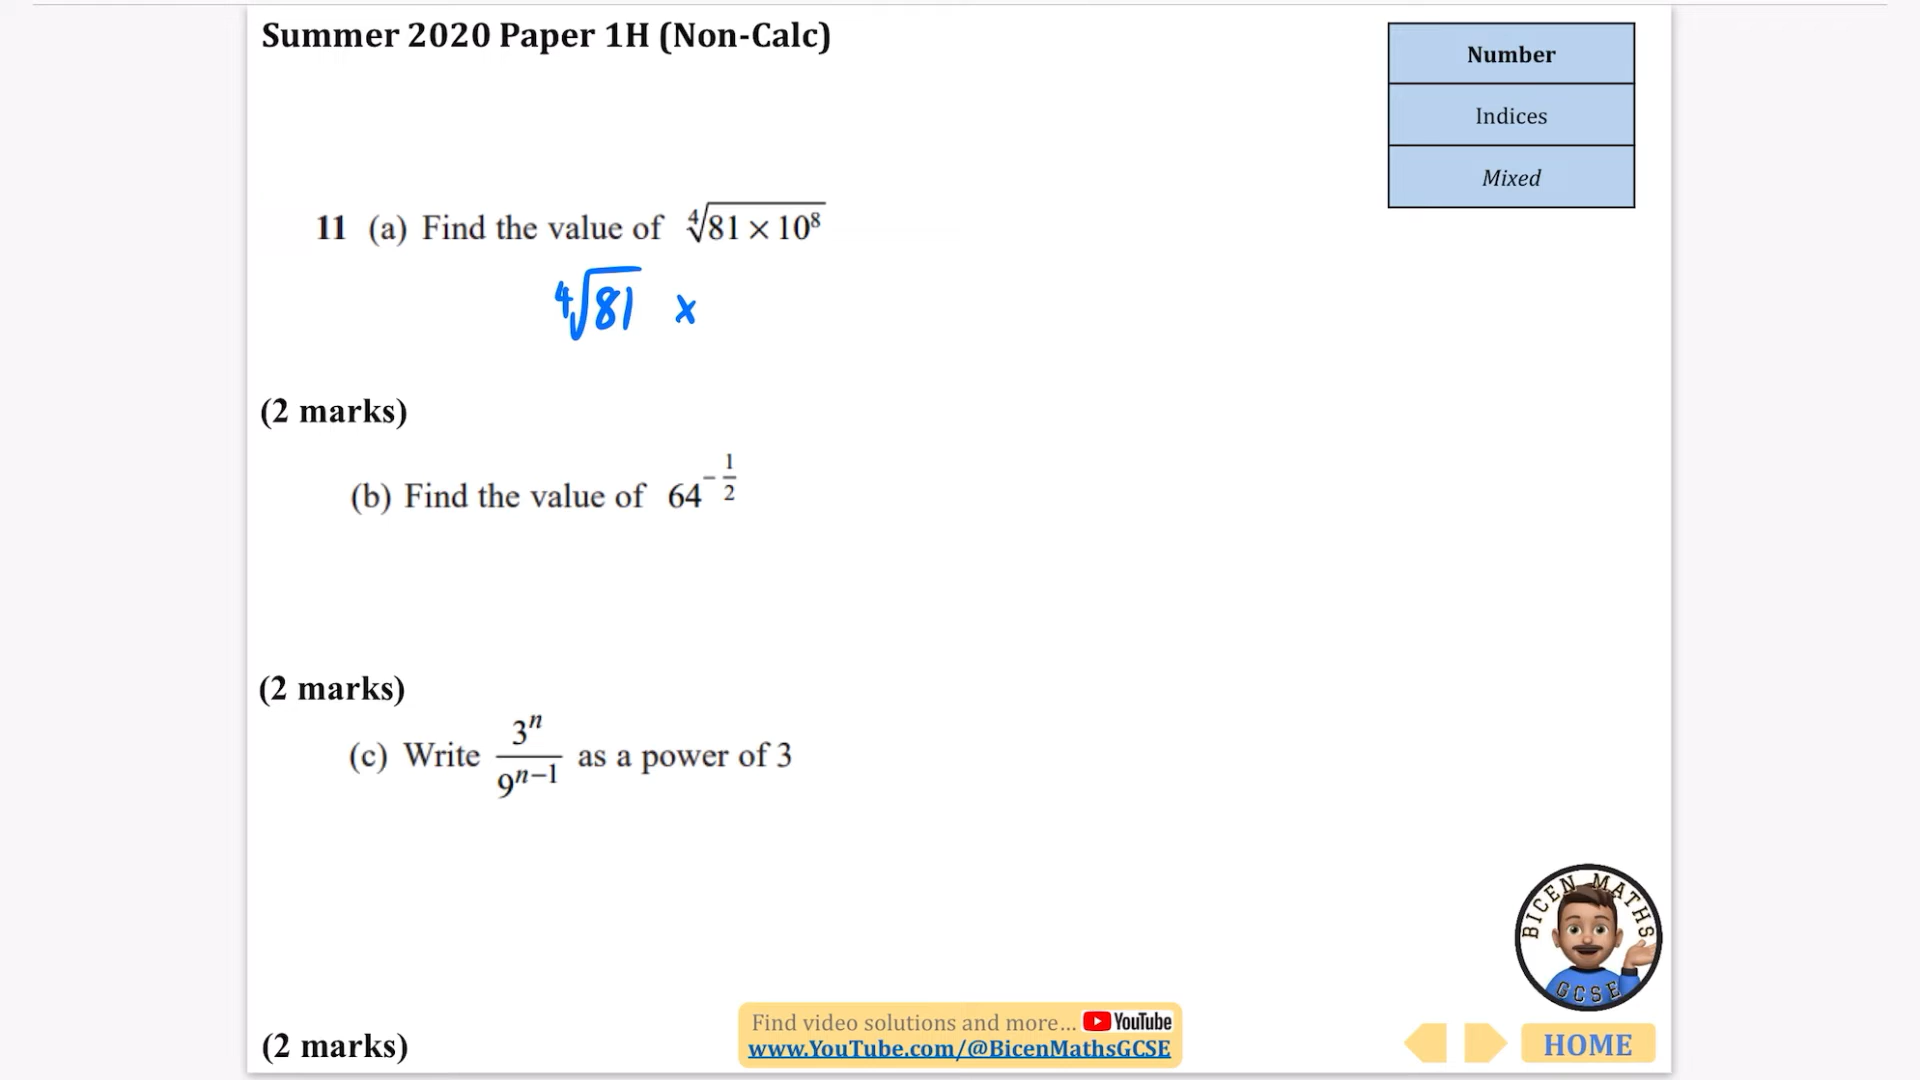 Summer 2020 Paper 1H (Non-Calc)
Number
Indices
Mixed
11 (a) Find the value of ∜(81 × 10⁸)
∜81 ×
(2 marks)
(b) Find the value of 64^(-1/2)
(2 marks)
(c) Write 3ⁿ/9ⁿ⁻¹ as a power of 3
(2 marks)
BICEN MATHS
GCSE
Find video solutions and more... YouTube
www.YouTube.com/@BicenMathsGCSE
HOME